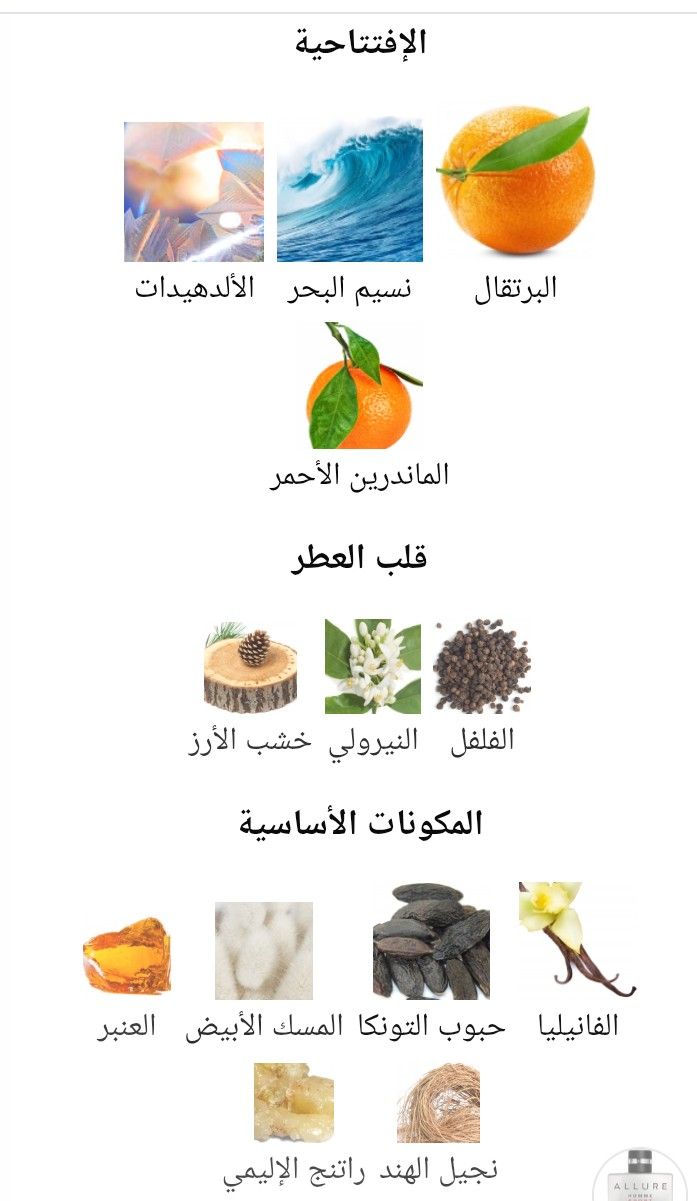 الإفتتاحية
البرتقال نسيم البحر الألدهيدات
الماندرين الأحمر
قلب العطر
الفلفل النيرولي خشب الأرز
المكونات الأساسية
الفانيليا حبوب التونكا المسك الأبيض العنبر
نجيل الهند راتنج الإليمي
ALLURE
HOMME